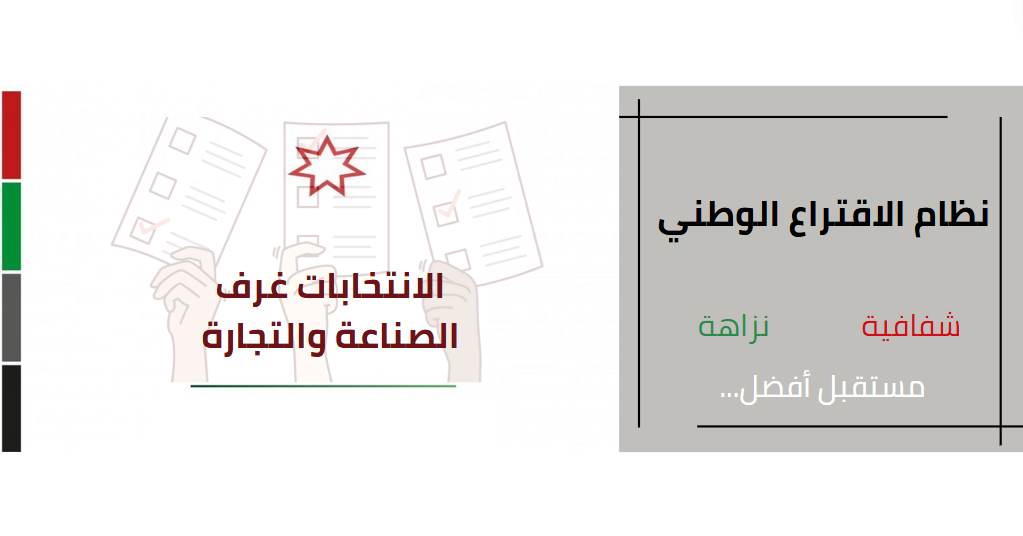 نظام الاقتراع الوطني
شفافية
نزاهة
مستقبل أفضل...
الانتخابات غرف
الصناعة والتجارة